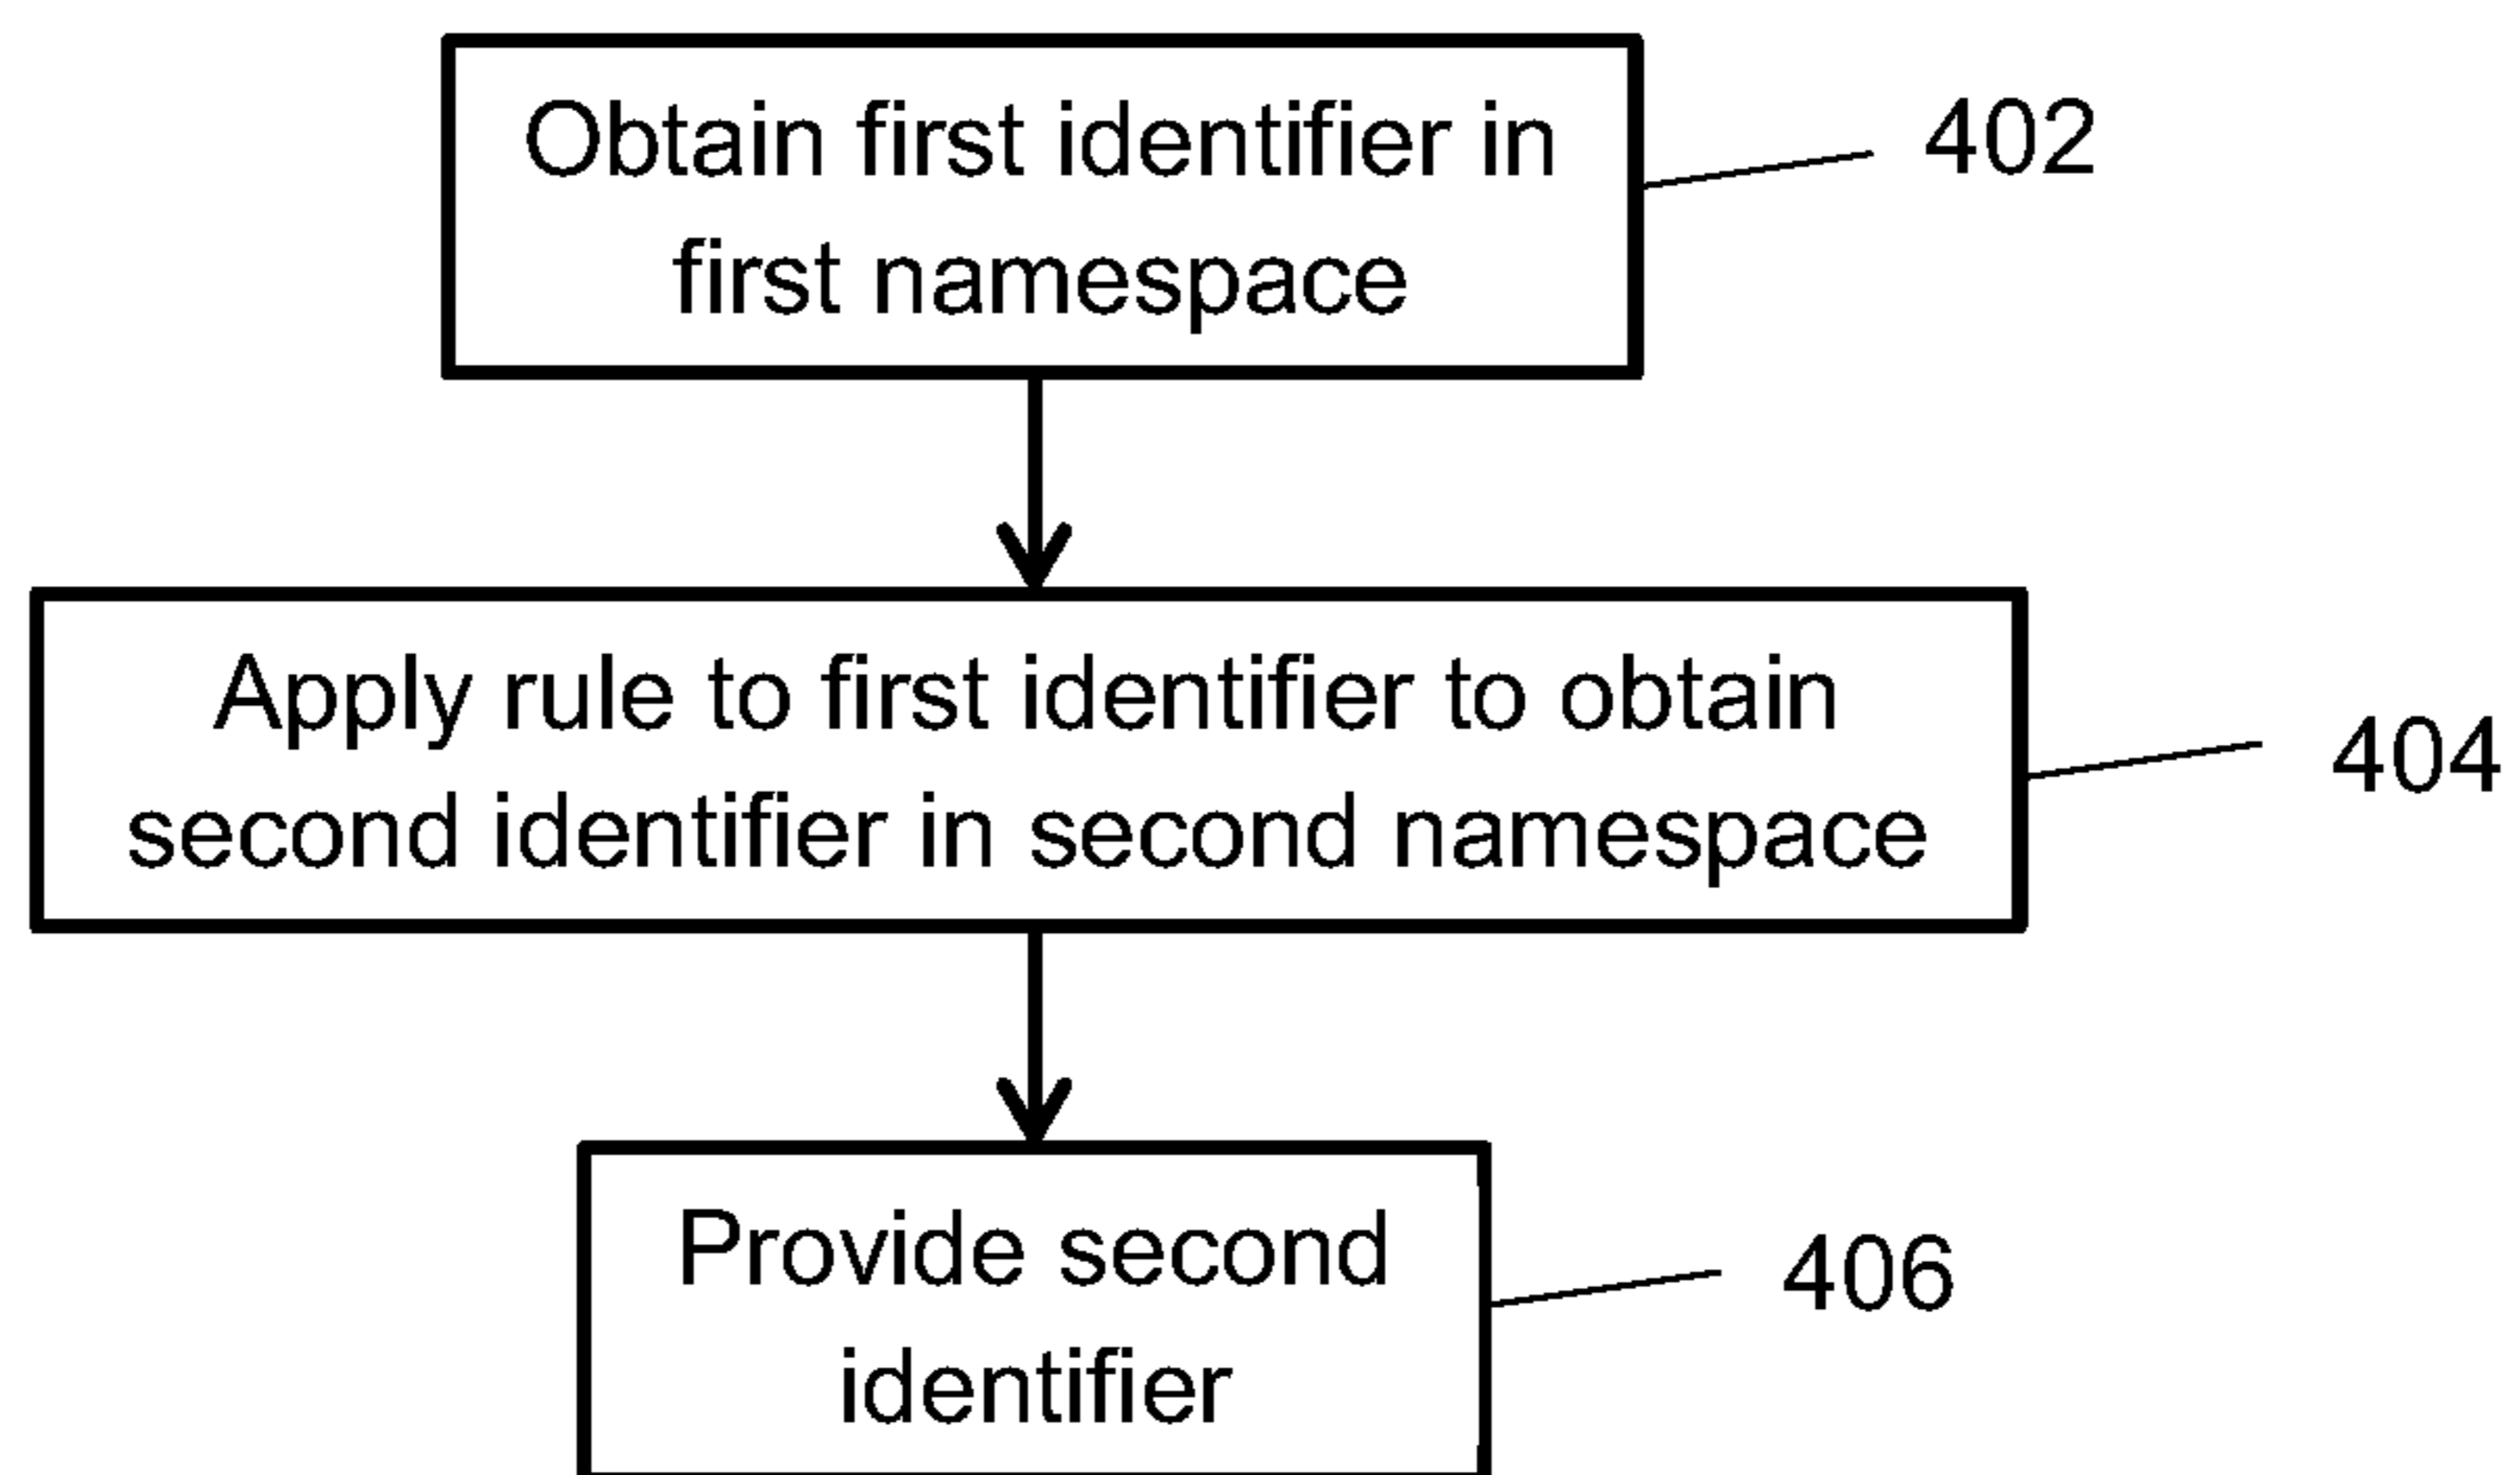 Obtain first identifier in
first namespace
402
Apply rule to first identifier to obtain
second identifier in second namespace
404
Provide second
identifier
406